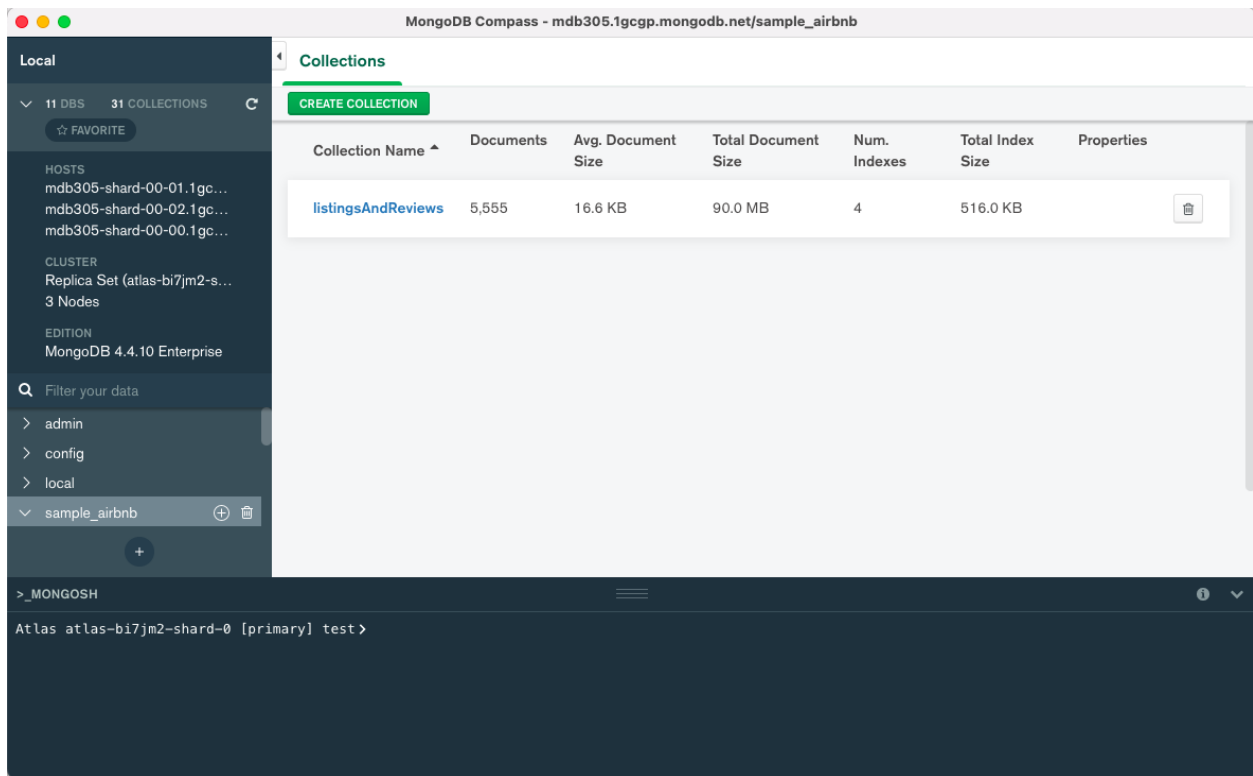 MongoDB Compass - mdb305.1gcgp.mongodb.net/sample_airbnb
Local
11 DBS 31 COLLECTIONS
FAVORITE
HOSTS
mdb305-shard-00-01.1gc...
mdb305-shard-00-02.1gc...
mdb305-shard-00-00.1gc...
CLUSTER
Replica Set (atlas-bi7jm2-s...
3 Nodes
EDITION
MongoDB 4.4.10 Enterprise
Filter your data
admin
config
local
sample_airbnb
+
Collections
CREATE COLLECTION
Collection Name Documents Avg. Document Size Total Document Size Num. Indexes Total Index Size Properties
listingsAndReviews 5,555 16.6 KB 90.0 MB 4 516.0 KB
>_MONGOSH
Atlas atlas-bi7jm2-shard-0 [primary] test>